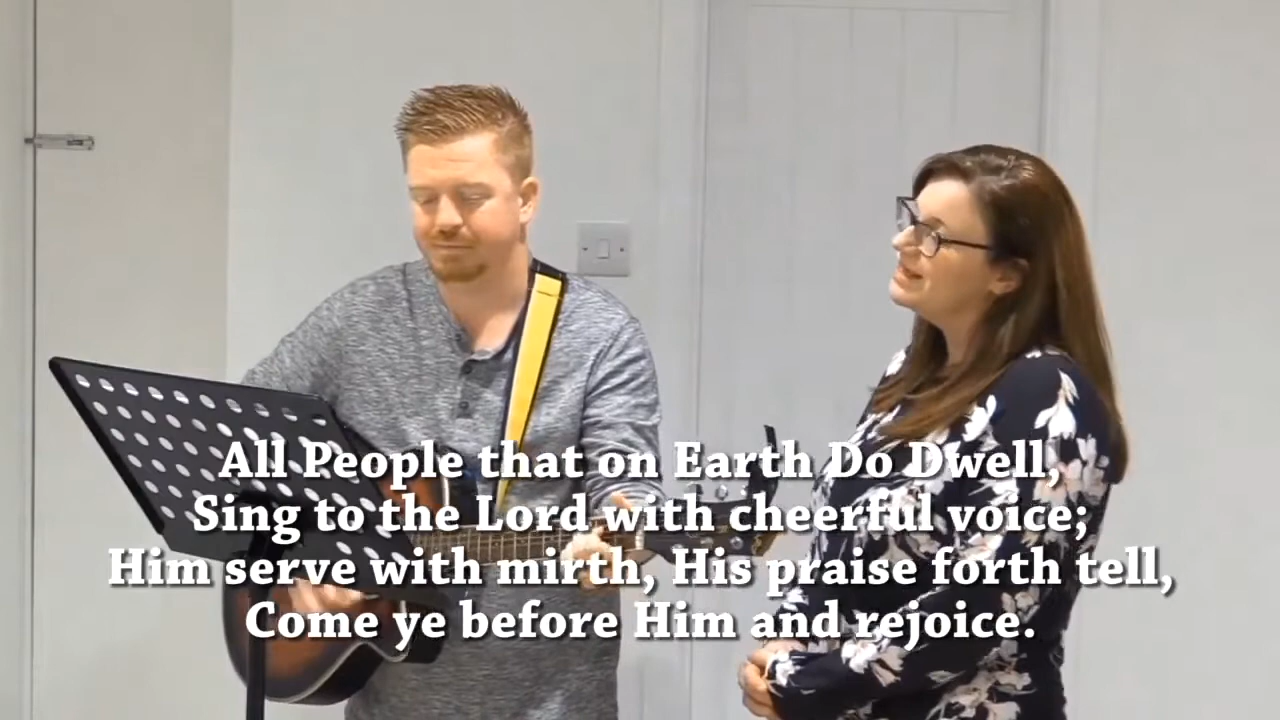 All People that on Earth Do Dwell,
Sing to the Lord with cheerful voice;
Him serve with mirth, His praise forth tell,
Come ye before Him and rejoice.